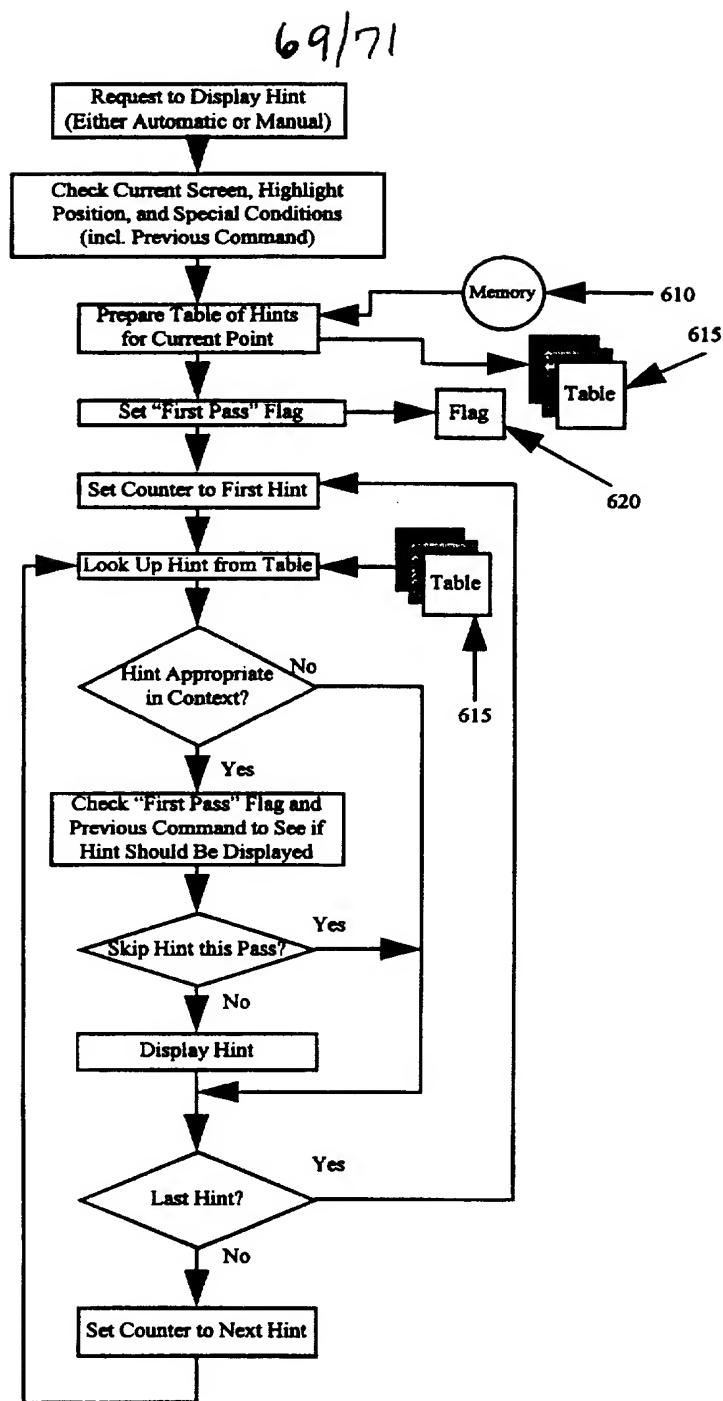 69/71
Request to Display Hint
(Either Automatic or Manual)
Check Current Screen, Highlight
Position, and Special Conditions
(incl. Previous Command)
Memory
610
Prepare Table of Hints
for Current Point
615
Table
Set “First Pass” Flag
Flag
620
Set Counter to First Hint
Look Up Hint from Table
Table
615
Hint Appropriate
in Context?
No
Yes
Check “First Pass” Flag and
Previous Command to See if
Hint Should Be Displayed
Skip Hint this Pass?
Yes
No
Display Hint
Last Hint?
Yes
No
Set Counter to Next Hint